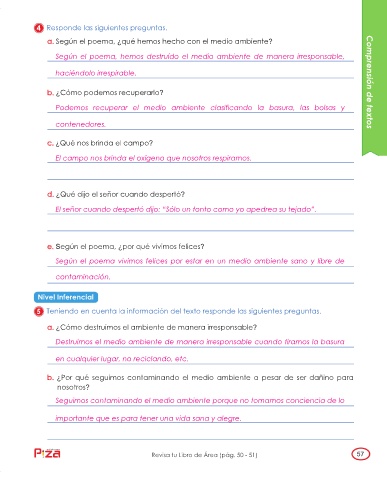 4 Responde las siguientes preguntas.
a. Según el poema, ¿qué hemos hecho con el medio ambiente?
Según el poema, hemos destruido el medio ambiente de manera irresponsable,
haciéndolo irrespirable.
b. ¿Cómo podemos recuperarlo?
Podemos recuperar el medio ambiente clasificando la basura, las bolsas y
contenedores.
c. ¿Qué nos brinda el campo?
El campo nos brinda el oxígeno que nosotros respiramos.
d. ¿Qué dijo el señor cuando despertó?
El señor cuando despertó dijo: "Sólo un tonto como yo apedrea su tejado".
e. Según el poema, ¿por qué vivimos felices?
Según el poema vivimos felices por estar en un medio ambiente sano y libre de
contaminación.
Nivel Inferencial
5 Teniendo en cuenta la información del texto responde las siguientes preguntas.
a. ¿Cómo destruimos el ambiente de manera irresponsable?
Destruimos el medio ambiente de manera irresponsable cuando tiramos la basura
en cualquier lugar, no reciclando, etc.
b. ¿Por qué seguimos contaminando el medio ambiente a pesar de ser dañino para
nosotros?
Seguimos contaminando el medio ambiente porque no tomamos conciencia de lo
importante que es para tener una vida sana y alegre.
Comprensión de textos
Pizza
Revisa tu Libro de Área (pág. 50 - 51)
57